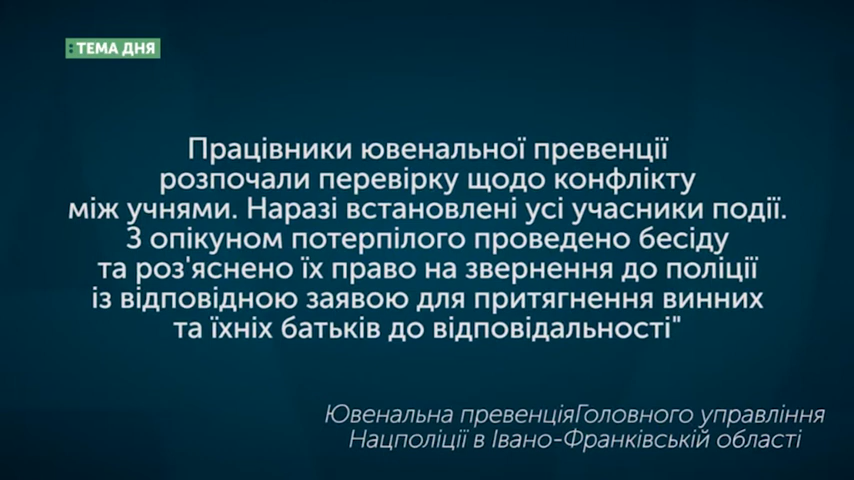 :ТЕМА ДНЯ
Працівники ювенальної превенції
розпочали перевірку щодо конфлікту
між учнями. Наразі встановлені усі учасники події.
З опікуном потерпілого проведено бесіду
та роз'яснено їх право на звернення до поліції
із відповідною заявою для притягнення винних
та їхніх батьків до відповідальності"
Ювенальна превенціяГоловного управління
Нацполіції в Івано-Франківській області